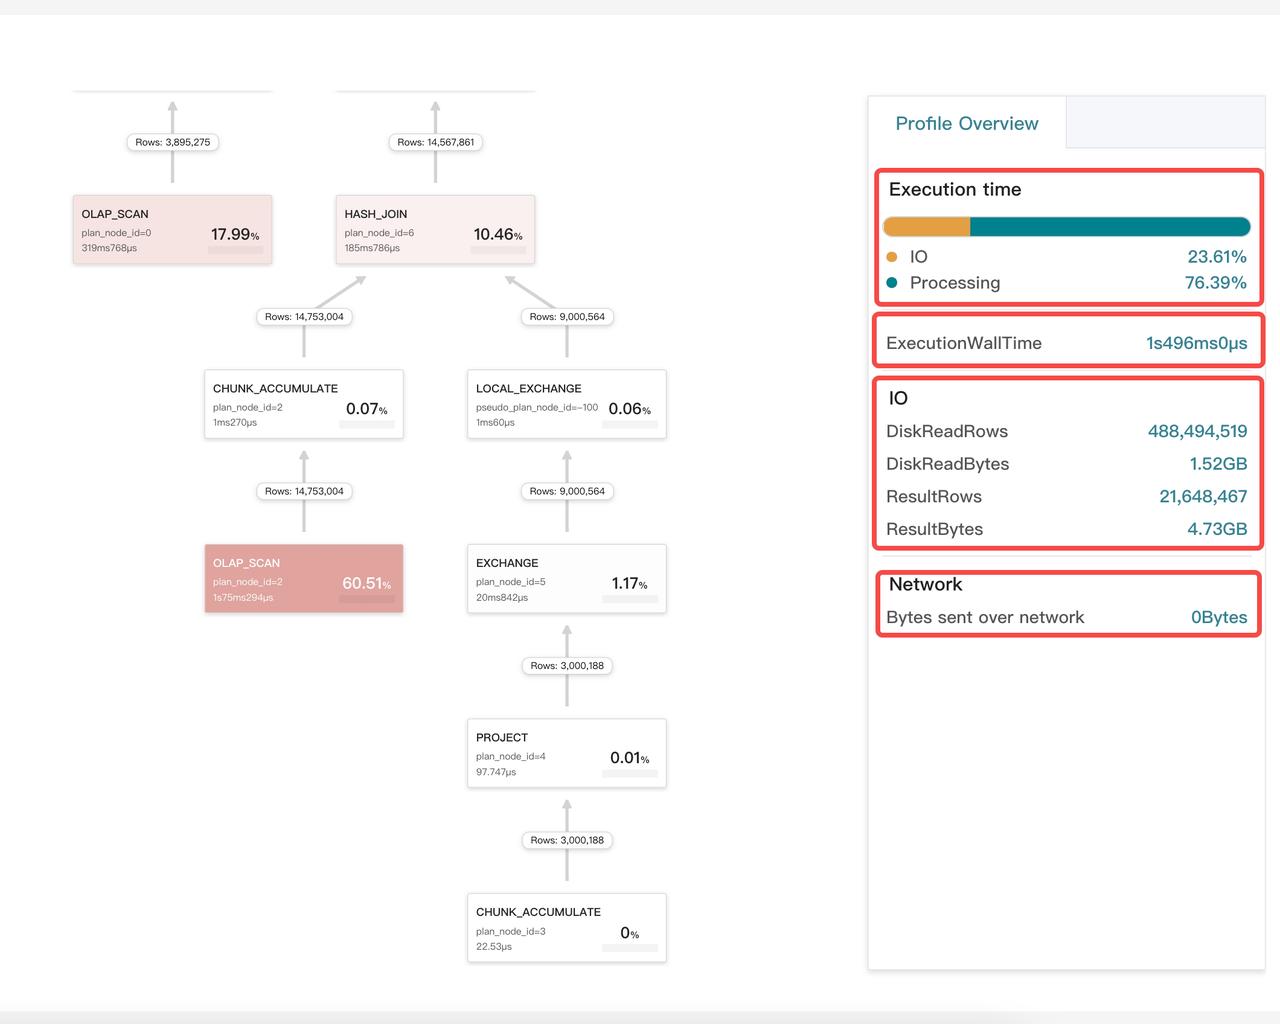 Rows: 3,895,275
Rows: 14,567,861
OLAP_SCAN
plan_node_id=0
319ms768μs
17.99%
HASH_JOIN
plan_node_id=6
185ms786μs
10.46%
Rows: 14,753,004
Rows: 9,000,564
CHUNK_ACCUMULATE
plan_node_id=2
1ms270μs
0.07%
LOCAL_EXCHANGE
pseudo_plan_node_id=-100
1ms60μs
0.06%
Rows: 14,753,004
Rows: 9,000,564
OLAP_SCAN
plan_node_id=2
1s75ms294μs
60.51%
EXCHANGE
plan_node_id=5
20ms842μs
1.17%
Rows: 3,000,188
PROJECT
plan_node_id=4
97.747μs
0.01%
Rows: 3,000,188
CHUNK_ACCUMULATE
plan_node_id=3
22.53μs
0%
Profile Overview
Execution time
IO 23.61%
Processing 76.39%
ExecutionWallTime 1s496ms0μs
IO
DiskReadRows 488,494,519
DiskReadBytes 1.52GB
ResultRows 21,648,467
ResultBytes 4.73GB
Network
Bytes sent over network 0Bytes